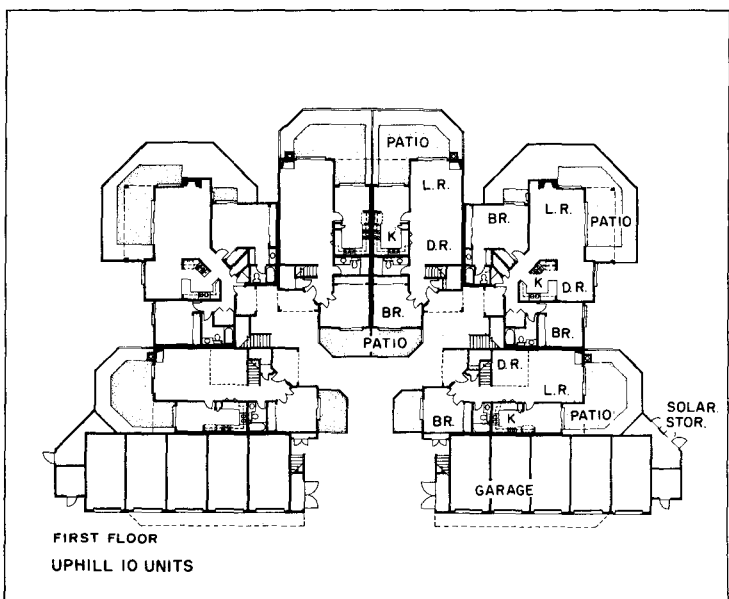 PATIO
L.R.
BR.
L.R.
PATIO
K
D.R.
K
D.R.
BR.
BR.
PATIO
D.R.
L.R.
BR.
K
PATIO
SOLAR.
STOR.
GARAGE
FIRST FLOOR
UPHILL 10 UNITS